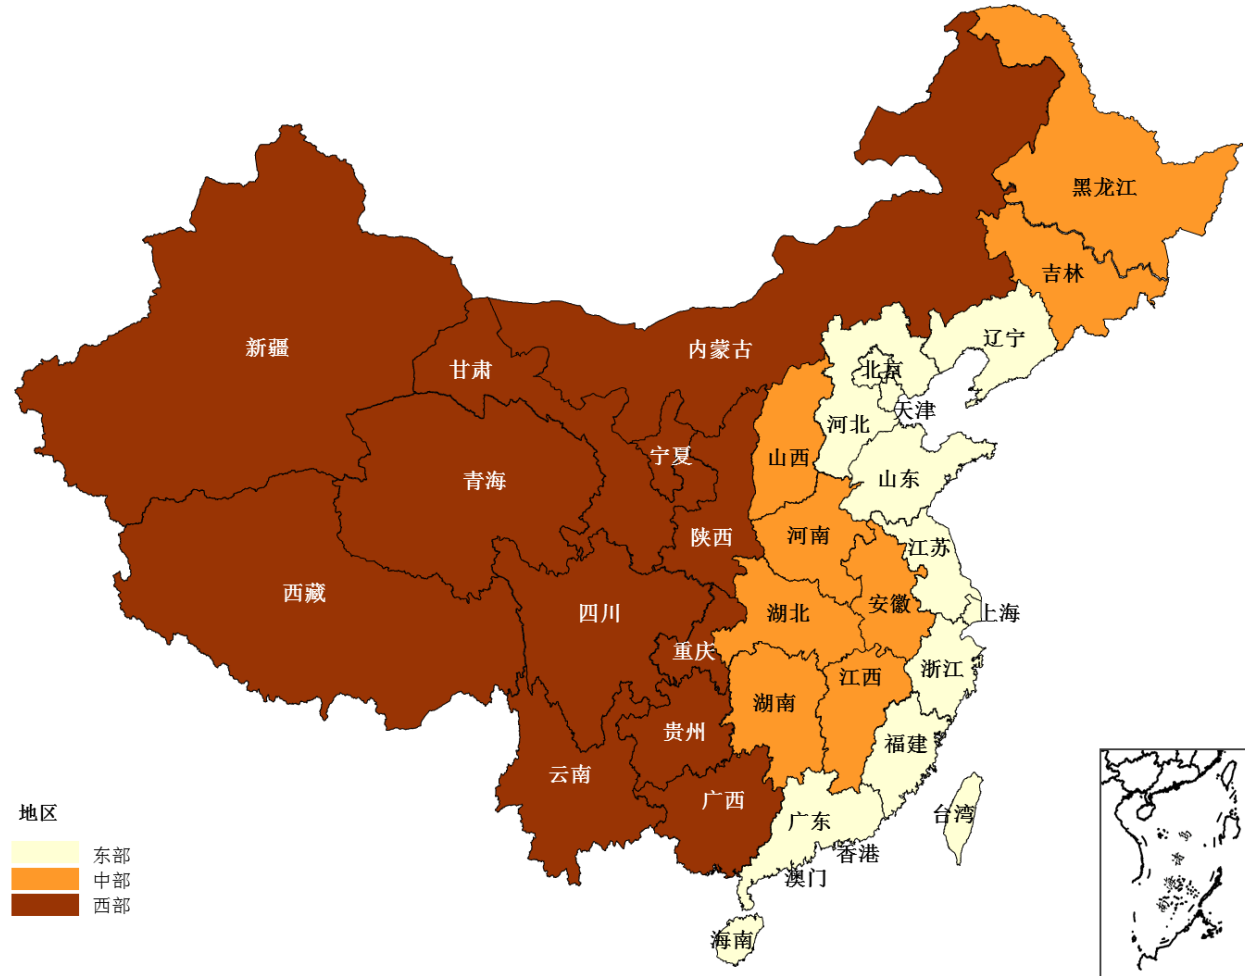 黑龙江
吉林
辽宁
新疆
内蒙古
甘肃
北京
天津
河北
宁夏
山西
青海
山东
陕西
河南
江苏
西藏
四川
湖北
安徽
上海
重庆
浙江
江西
湖南
贵州
福建
云南
广西
广东
台湾
香港
澳门
海南
地区
东部
中部
西部